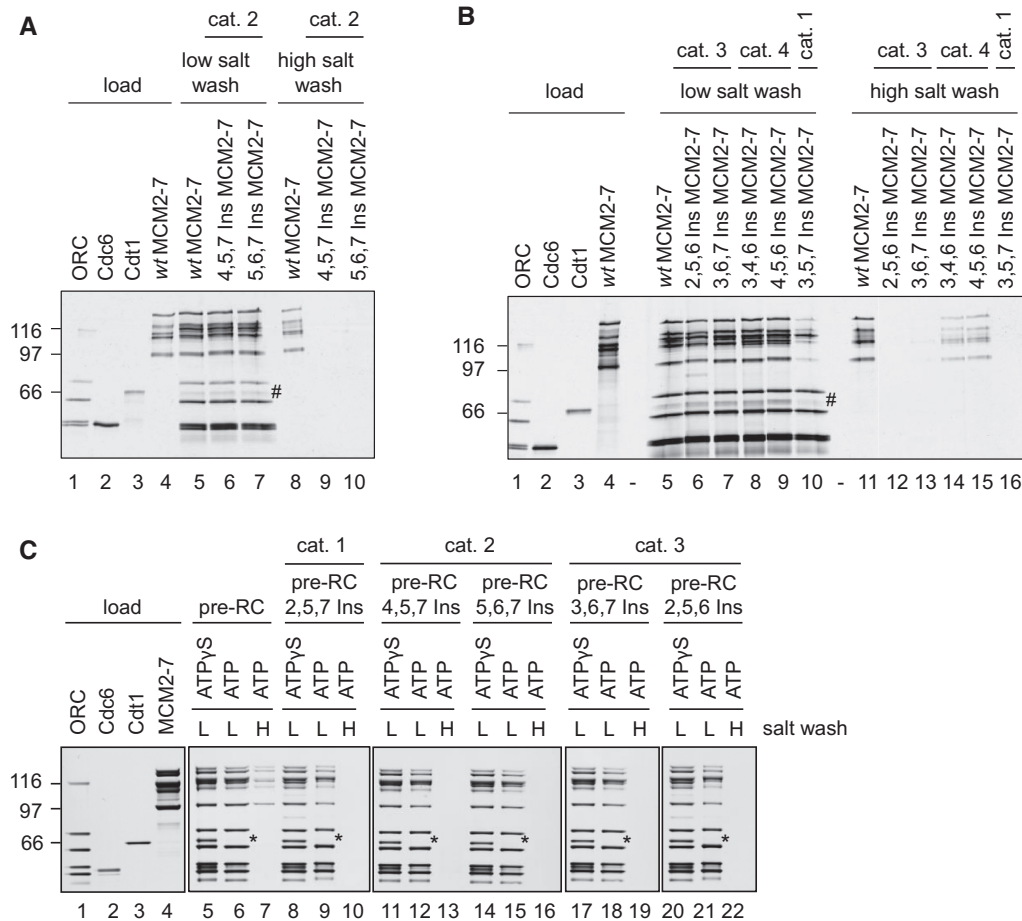 A
cat. 2
cat. 2
low salt wash
high salt wash
load
ORC
Cdc6
Cdt1
wt MCM2-7
wt MCM2-7
4,5,7 Ins MCM2-7
5,6,7 Ins MCM2-7
wt MCM2-7
4,5,7 Ins MCM2-7
5,6,7 Ins MCM2-7
116
97
66
#
1 2 3 4 5 6 7 8 9 10
B
cat. 3 cat. 4 cat. 1
cat. 3 cat. 4 cat. 1
load
low salt wash
high salt wash
ORC
Cdc6
Cdt1
wt MCM2-7
wt MCM2-7
2,5,6 Ins MCM2-7
3,6,7 Ins MCM2-7
3,4,6 Ins MCM2-7
4,5,6 Ins MCM2-7
3,5,7 Ins MCM2-7
wt MCM2-7
2,5,6 Ins MCM2-7
3,6,7 Ins MCM2-7
3,4,6 Ins MCM2-7
4,5,6 Ins MCM2-7
3,5,7 Ins MCM2-7
116
97
66
#
1 2 3 4 - 5 6 7 8 9 10 - 11 12 13 14 15 16
C
cat. 1 cat. 2 cat. 3
load
pre-RC
pre-RC 2,5,7 Ins
pre-RC 4,5,7 Ins
pre-RC 5,6,7 Ins
pre-RC 3,6,7 Ins
pre-RC 2,5,6 Ins
ORC
Cdc6
Cdt1
MCM2-7
ATPγS ATP ATP
ATPγS ATP ATP
ATPγS ATP ATP
ATPγS ATP ATP
ATPγS ATP ATP
ATPγS ATP ATP
L L H L L H L L H L L H L L H L L H salt wash
116
97
66
* * * * * *
1 2 3 4 5 6 7 8 9 10 11 12 13 14 15 16 17 18 19 20 21 22